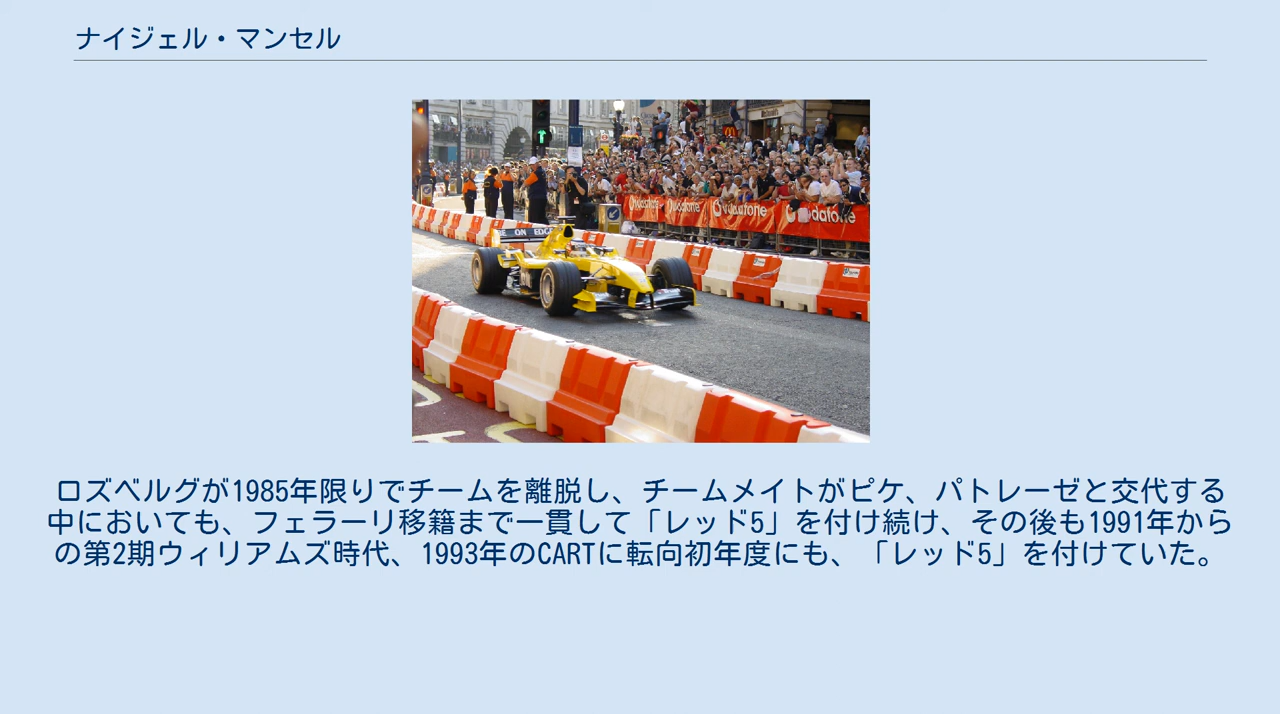 ナイジェル・マンセル
ON EDGE
vodafone
vodafone
vodafone
vodafone
ロズベルグが1985年限りでチームを離脱し、チームメイトがピケ、パトレーゼと交代する
中においても、フェラーリ移籍まで一貫して「レッド5」を付け続け、その後も1991年から
の第2期ウィリアムズ時代、1993年のCARTに転向初年度にも、「レッド5」を付けていた。